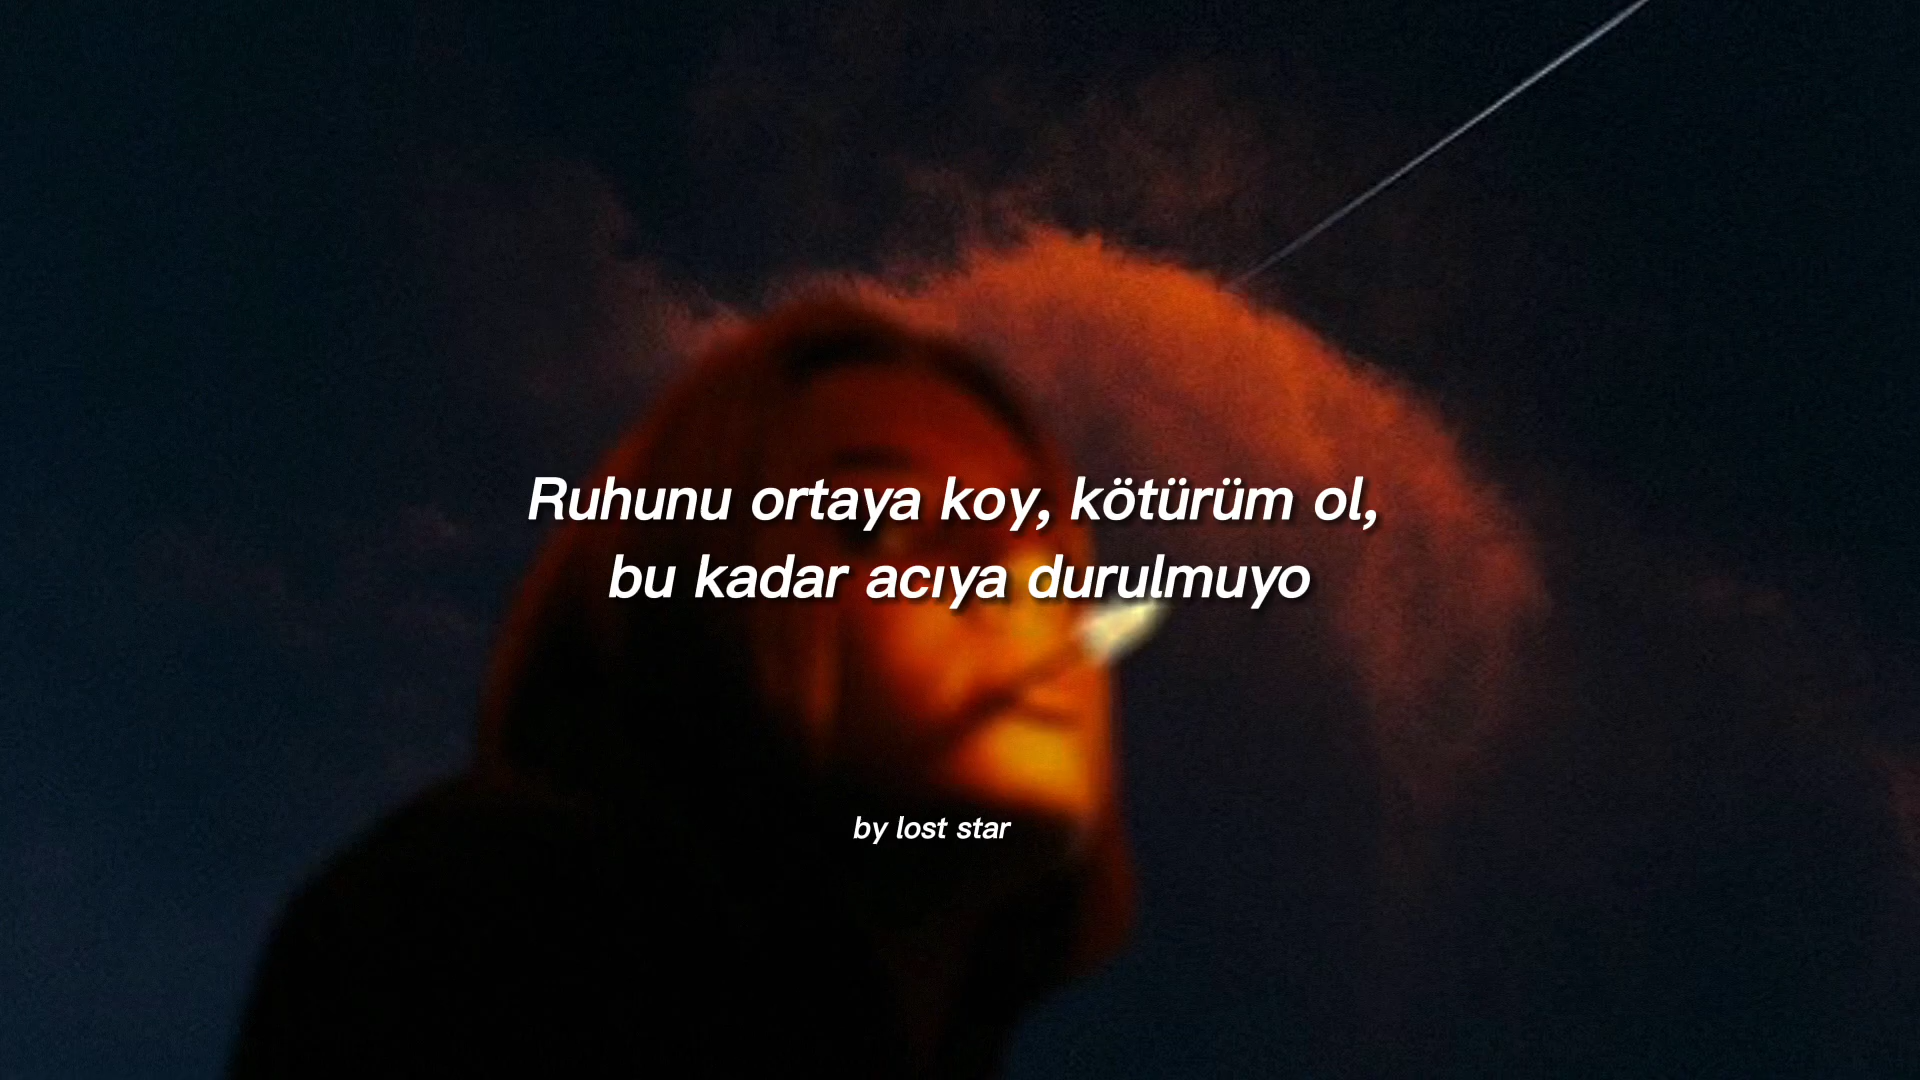 Ruhunu ortaya koy, kötürüm ol,
bu kadar acıya durulmuyo
by lost star